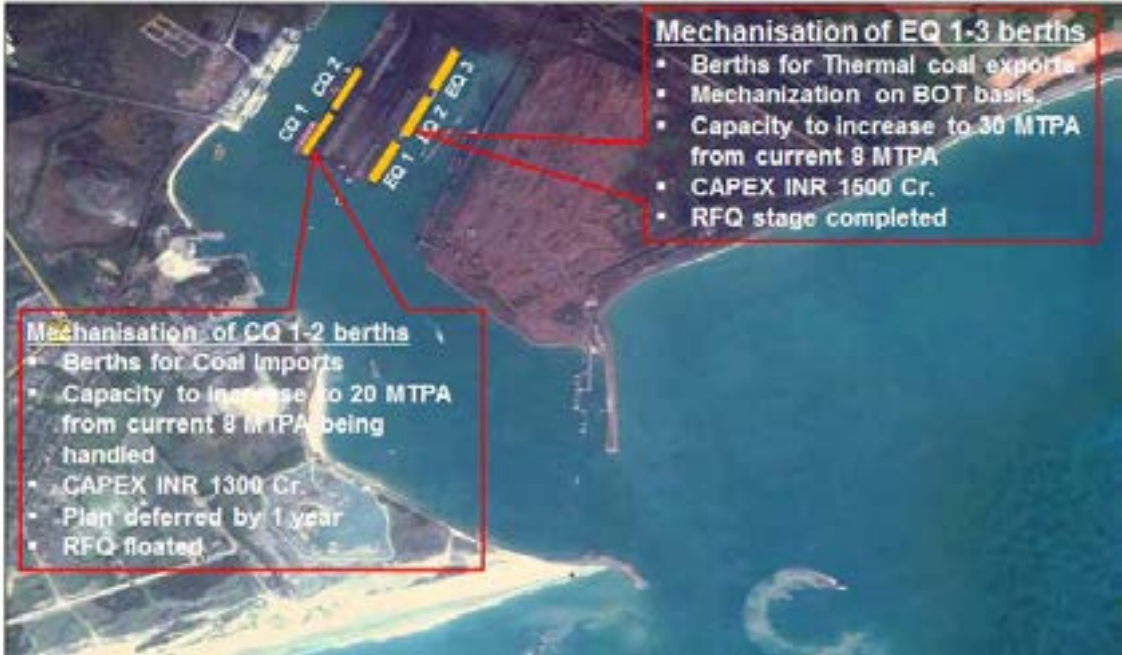 Mechanisation of EQ 1-3 berths
▪ Berths for Thermal coal exports
▪ Mechanization on BOT basis.
▪ Capacity to increase to 30 MTPA
from current 8 MTPA
▪ CAPEX INR 1500 Cr.
▪ RFQ stage completed
CQ 1 CQ 2
EQ 1 EQ 2 EQ 3
Mechanisation of CQ 1-2 berths
▪ Berths for Coal Imports
▪ Capacity to increase to 20 MTPA
from current 8 MTPA being
handled
▪ CAPEX INR 1300 Cr.
▪ Plan deferred by 1 year
▪ RFQ floated